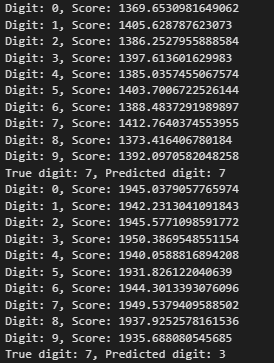 Digit: 0, Score: 1369.6530981649062
Digit: 1, Score: 1405.628787623073
Digit: 2, Score: 1386.2527955888584
Digit: 3, Score: 1397.613601629983
Digit: 4, Score: 1385.0357455067574
Digit: 5, Score: 1403.7006722526144
Digit: 6, Score: 1388.4837291989897
Digit: 7, Score: 1412.7640374553955
Digit: 8, Score: 1373.416406780184
Digit: 9, Score: 1392.0970582048258
True digit: 7, Predicted digit: 7
Digit: 0, Score: 1945.0379057765974
Digit: 1, Score: 1942.2313041091843
Digit: 2, Score: 1945.5771098591772
Digit: 3, Score: 1950.3869548551154
Digit: 4, Score: 1940.0588816894208
Digit: 5, Score: 1931.826122040639
Digit: 6, Score: 1944.3013393076096
Digit: 7, Score: 1949.5379409588502
Digit: 8, Score: 1937.9252578161536
Digit: 9, Score: 1935.688080545685
True digit: 7, Predicted digit: 3